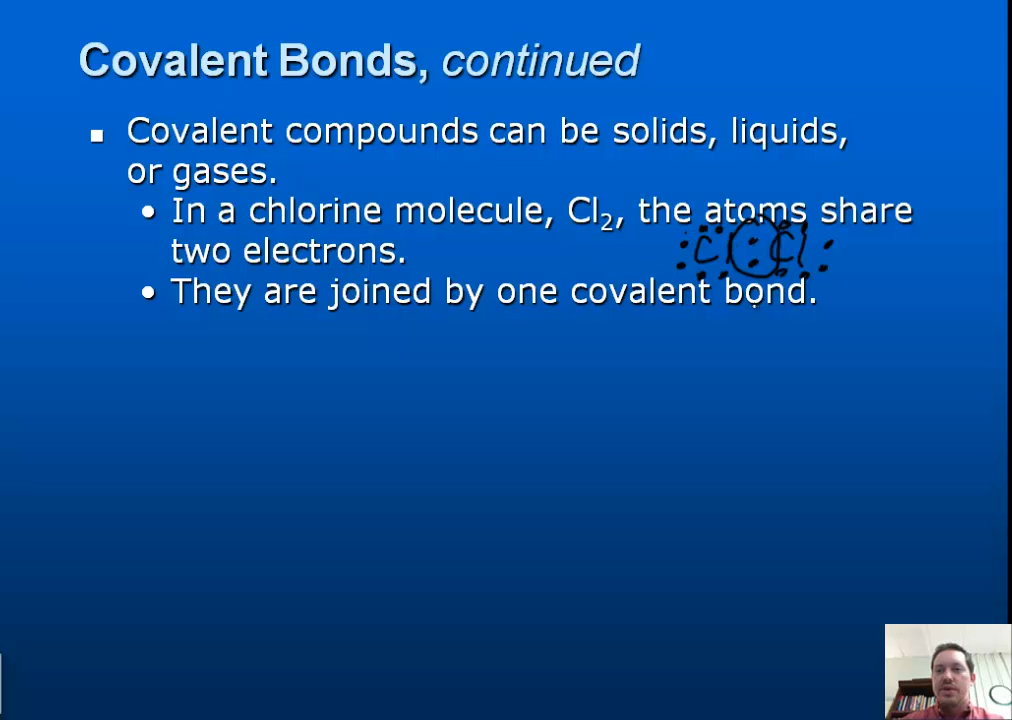 Covalent Bonds, continued
Covalent compounds can be solids, liquids,
or gases.
• In a chlorine molecule, Cl₂, the atoms share
two electrons.
Cl Cl
• They are joined by one covalent bond.